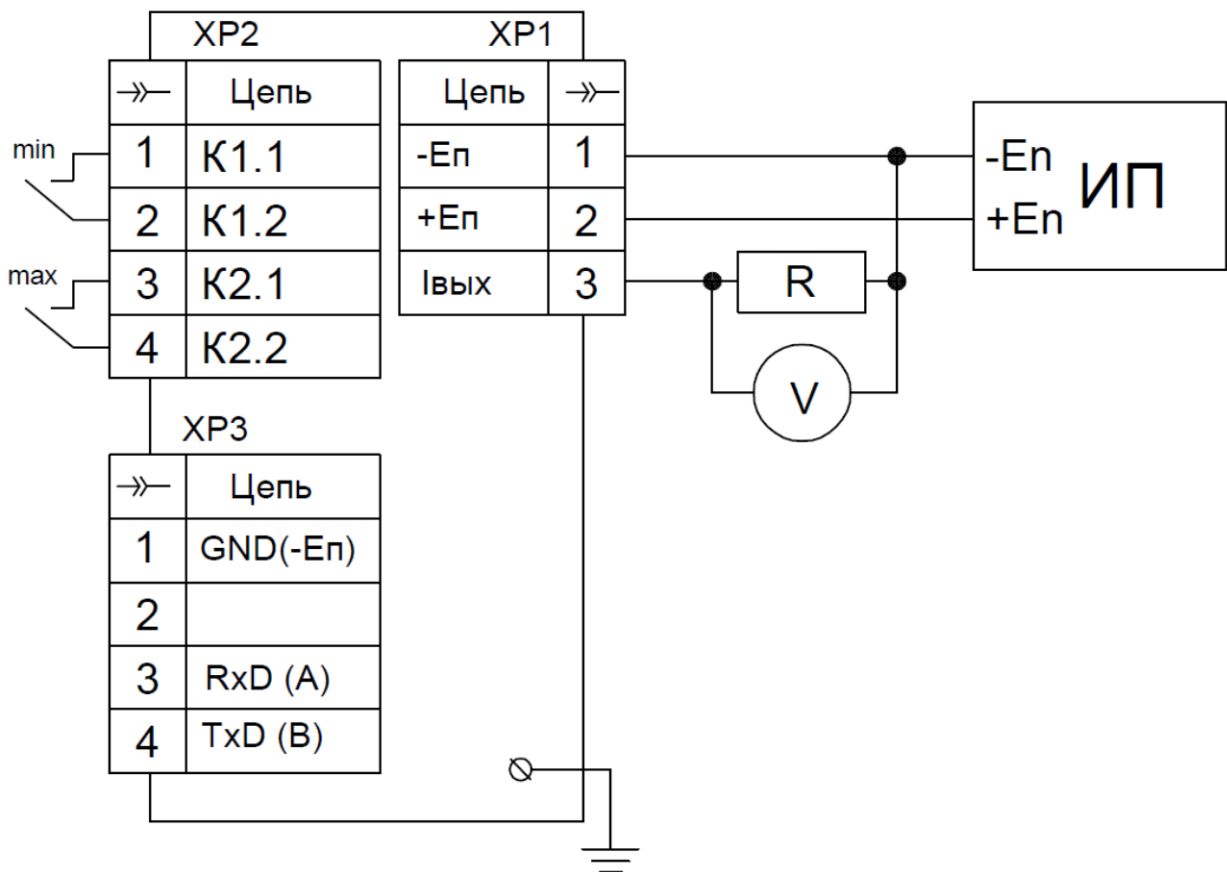 XP2
XP1
Цепь
Цепь
min
1
К1.1
-Еп
1
-En
ИП
2
К1.2
+Еп
2
+En
max
3
К2.1
Iвых
3
R
4
К2.2
V
XP3
Цепь
1
GND(-Еп)
2
3
RxD (A)
4
TxD (B)